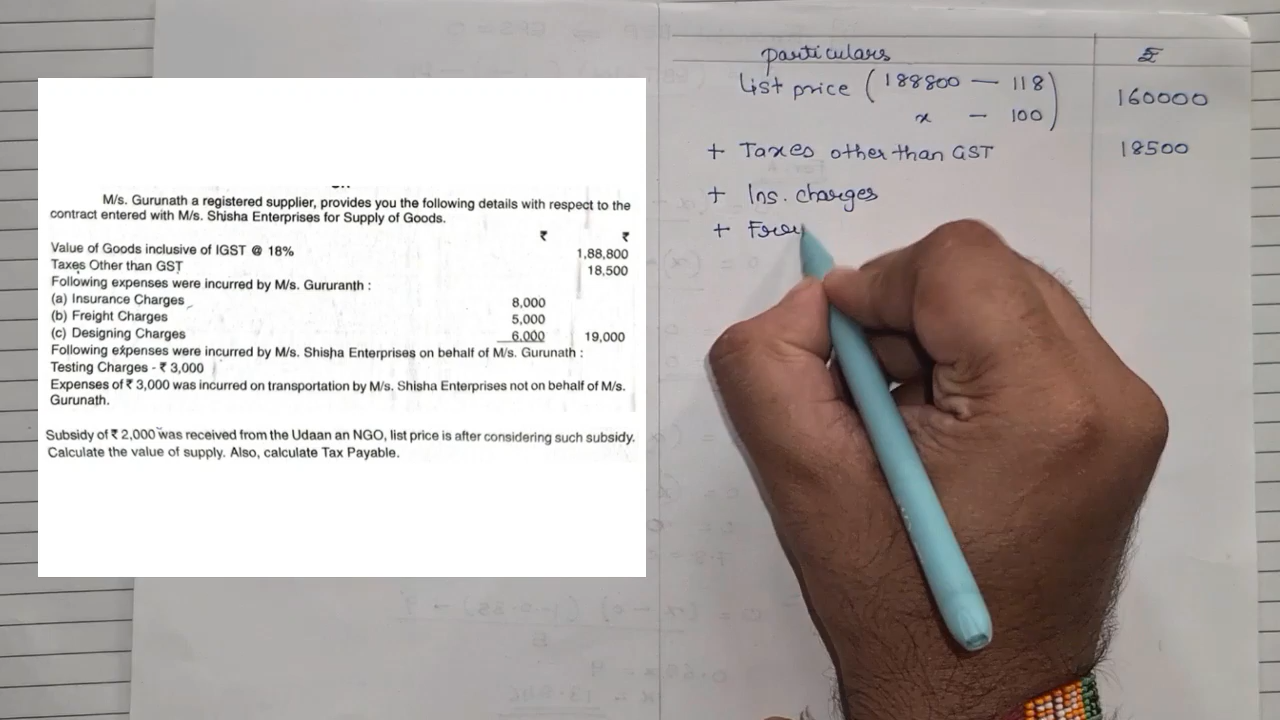 M/s. Gurunath a registered supplier, provides you the following details with respect to the
contract entered with M/s. Shisha Enterprises for Supply of Goods.
₹ ₹
Value of Goods inclusive of IGST @ 18% 1,88,800
Taxes Other than GST 18,500
Following expenses were incurred by M/s. Gururanth :
(a) Insurance Charges 8,000
(b) Freight Charges 5,000
(c) Designing Charges 6,000 19,000
Following expenses were incurred by M/s. Shisha Enterprises on behalf of M/s. Gurunath :
Testing Charges - ₹ 3,000
Expenses of ₹ 3,000 was incurred on transportation by M/s. Shisha Enterprises not on behalf of M/s.
Gurunath.
Subsidy of ₹ 2,000 was received from the Udaan an NGO, list price is after considering such subsidy.
Calculate the value of supply. Also, calculate Tax Payable.
particulars ₹
List price (188800 — 118 160000
x — 100)
+ Taxes other than GST 18500
+ Ins. charges
+